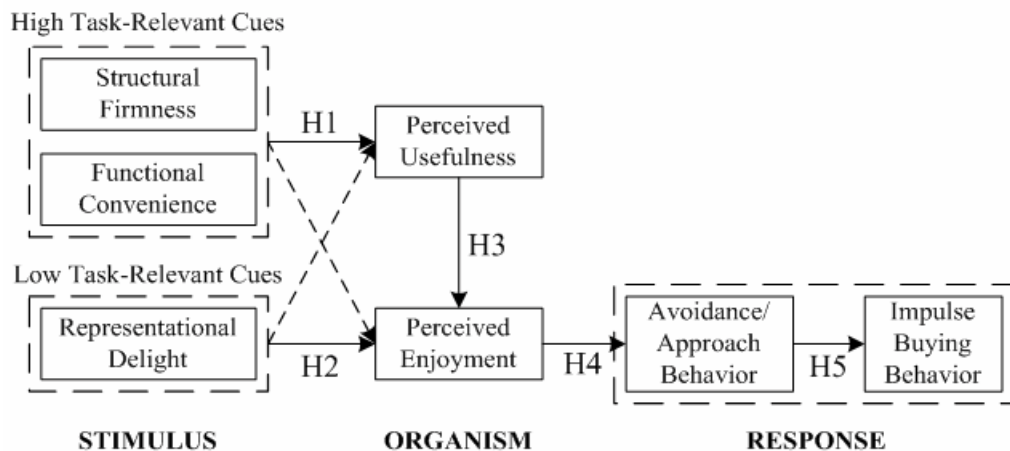 High Task-Relevant Cues
Structural
Firmness
Functional
Convenience
H1
Perceived
Usefulness
H3
Low Task-Relevant Cues
Representational
Delight
H2
Perceived
Enjoyment
H4
Avoidance/
Approach
Behavior
H5
Impulse
Buying
Behavior
STIMULUS
ORGANISM
RESPONSE